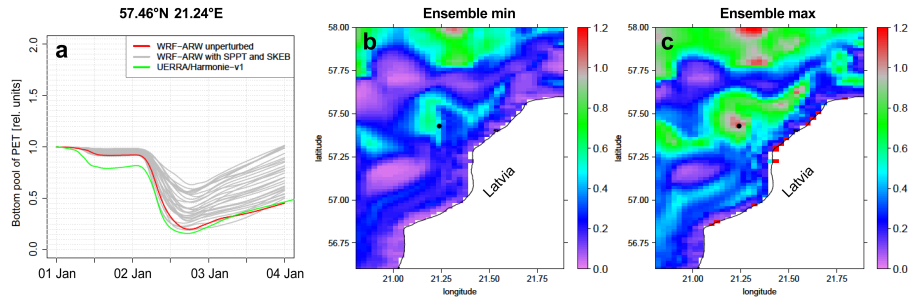 57.46°N 21.24°E
a
WRF-ARW unperturbed
WRF-ARW with SPPT and SKEB
UERRA/Harmonie-v1
Bottom pool of PET [rel. units]
2.0
1.5
1.0
0.5
0.0
01 Jan 02 Jan 03 Jan 04 Jan
Ensemble min
b
latitude
58.00
57.75
57.50
57.25
57.00
56.75
Latvia
21.00 21.25 21.50 21.75
longitude
1.2
1.0
0.8
0.6
0.4
0.2
0.0
Ensemble max
c
latitude
58.00
57.75
57.50
57.25
57.00
56.75
Latvia
21.00 21.25 21.50 21.75
longitude
1.2
1.0
0.8
0.6
0.4
0.2
0.0